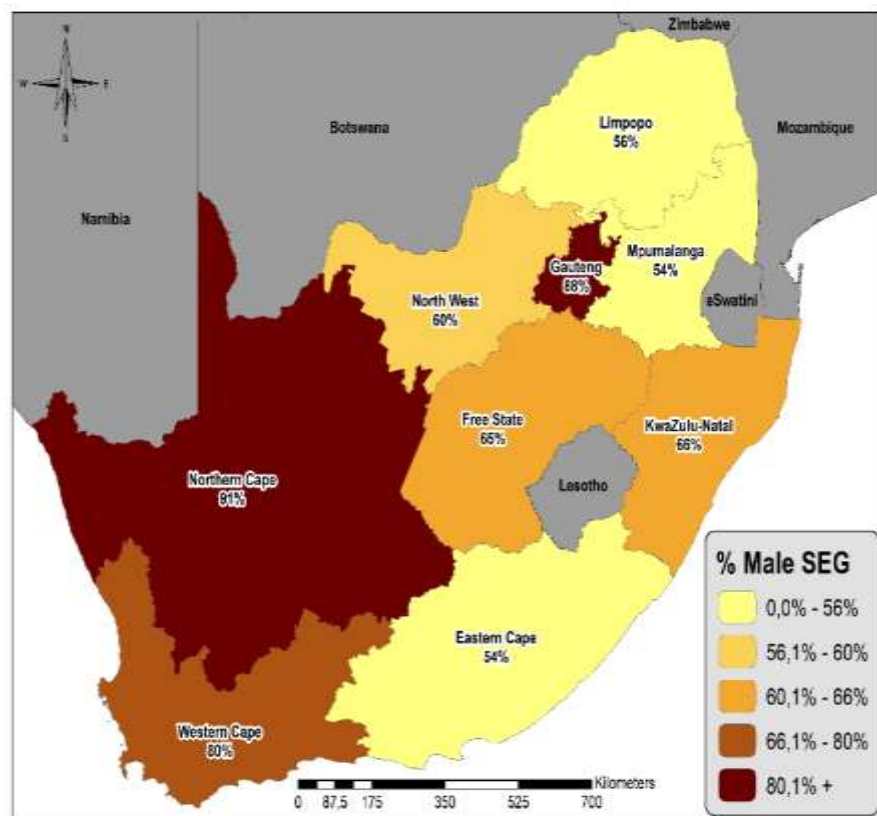 Zimbabwe
N
W E
S
Limpopo
56%
Botswana
Mozambique
Namibia
Mpumalanga
54%
Gauteng
88%
eSwatini
North West
60%
Free State
65%
KwaZulu-Natal
66%
Northern Cape
91%
Lesotho
Eastern Cape
54%
Western Cape
80%
% Male SEG
0,0% - 56%
56,1% - 60%
60,1% - 66%
66,1% - 80%
80,1% +
Kilometers
0 87,5 175 350 525 700